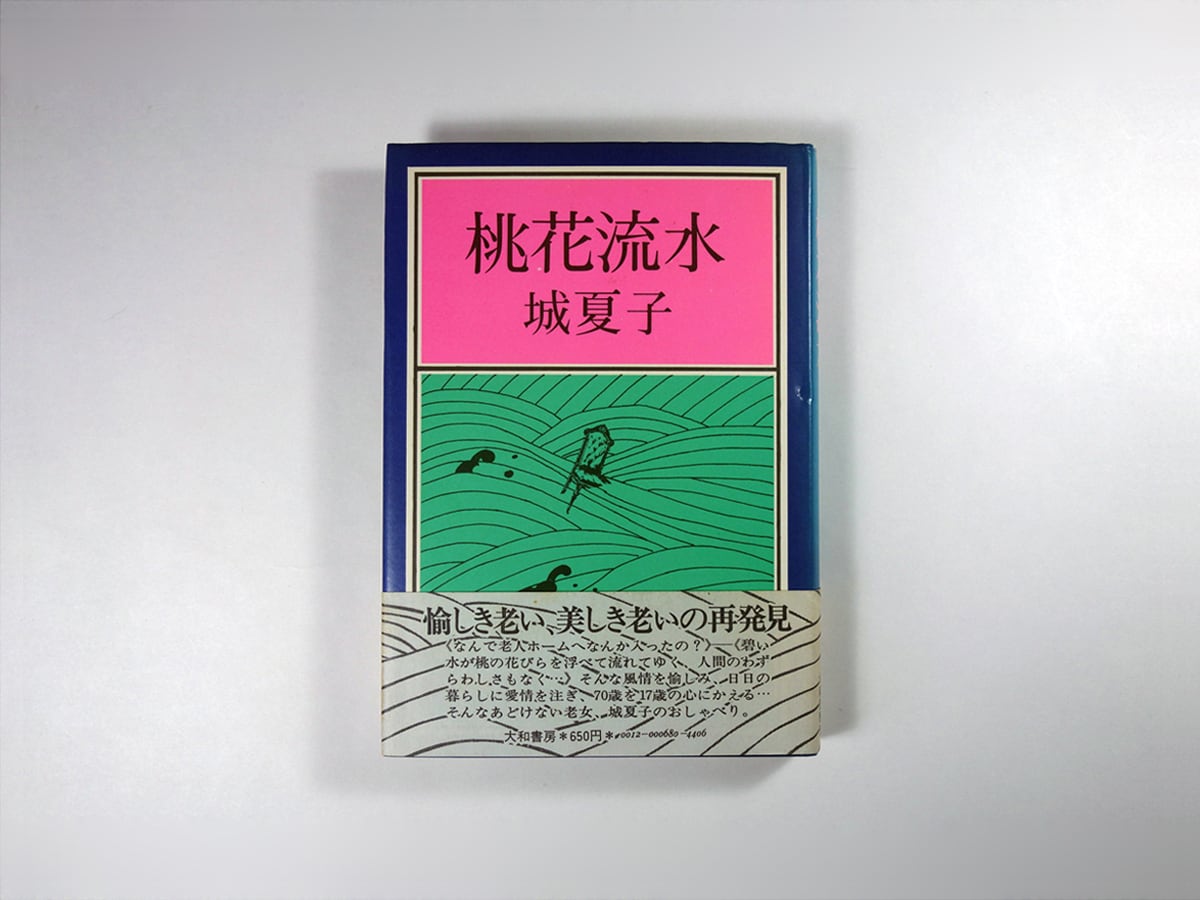 桃花流水
城夏子
愉しき老い、美しき老いの再発見
《なんで老人ホームへなんか入ったの？》―《碧い
水が桃の花びらを浮べて流れてゆく、人間のわず
らわしさもなく…》そんな風情を愉しみ、日日の
暮らしに愛情を注ぎ、70歳を17歳の心にかえる…
そんなあどけない老女、城夏子のおしゃべり。
大和書房＊650円＊0012-000680-4406